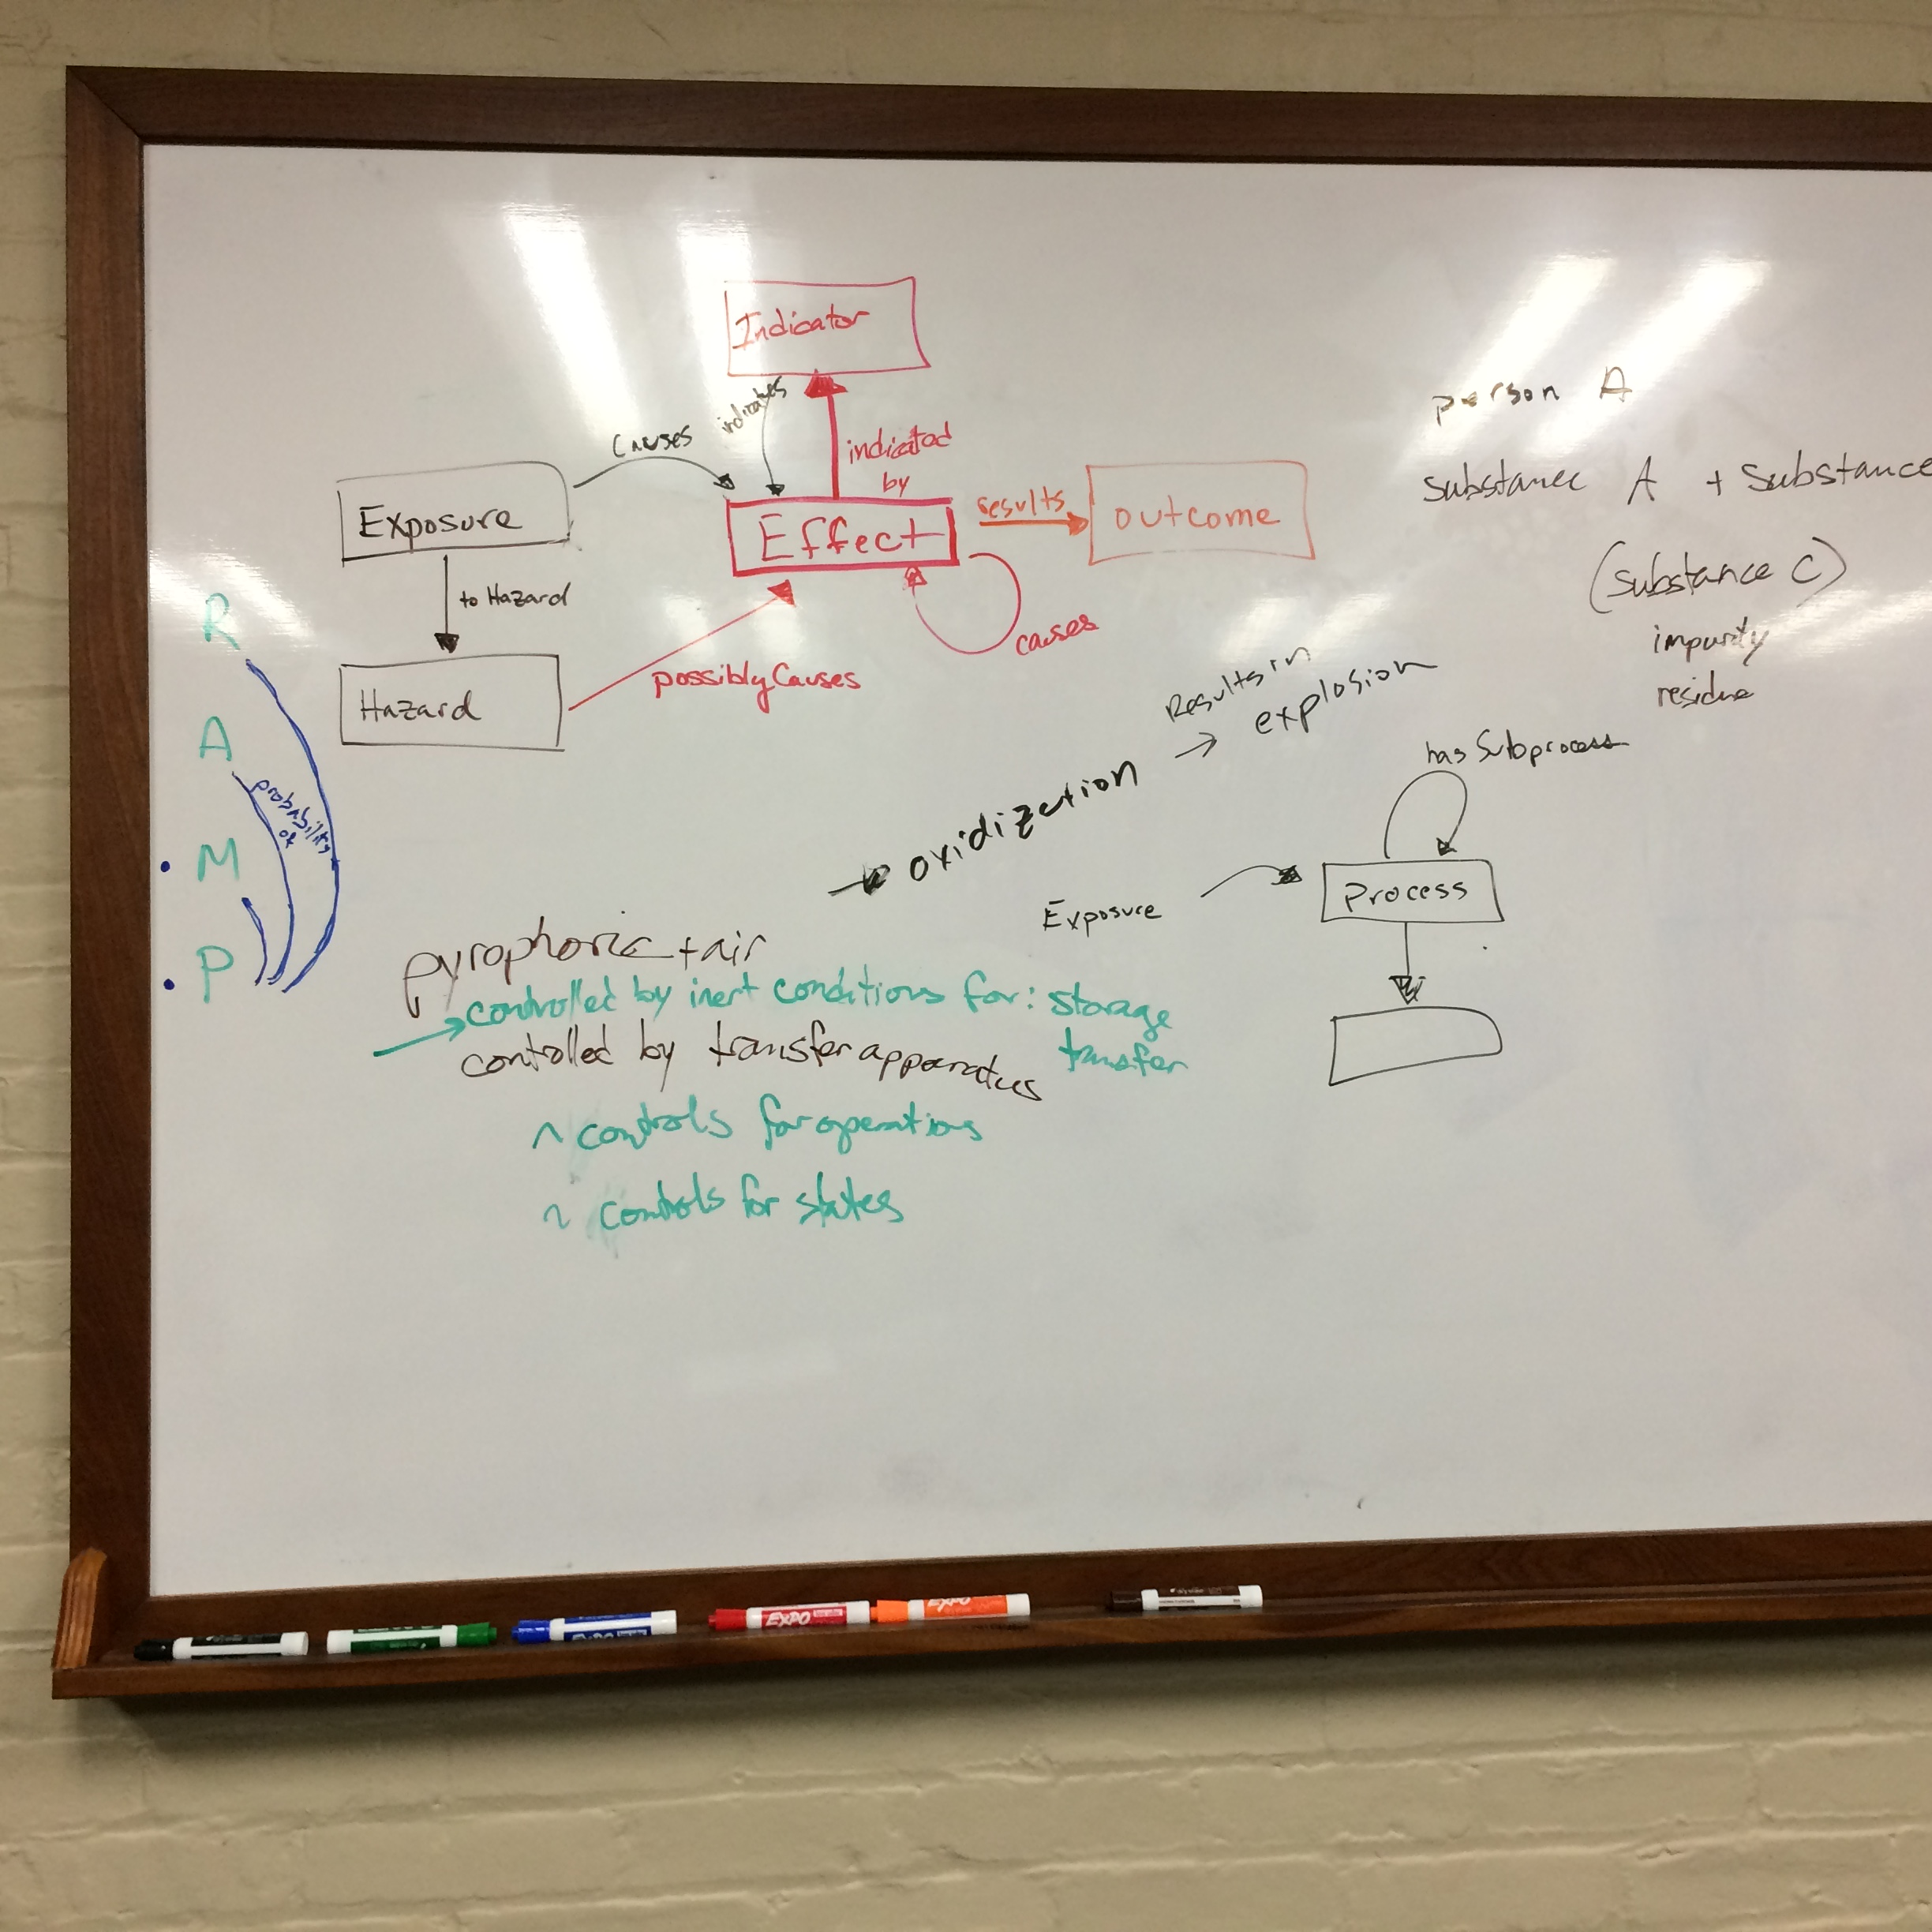 Indicator
indicates
Causes
indicated
by
Exposure
Effect
results
outcome
to Hazard
causes
Hazard
possiblyCauses
person A
substance A + substance
(substance C)
impurity
residue
R
A
M
P
probability
of
pyrophoric + air
oxidization
Results in
explosion
controlled by inert conditions for: storage
transfer
controlled by transfer apparatus
~ controls for operations
~ controls for states
has Subprocess
Exposure
Process
EXPO
EXPO